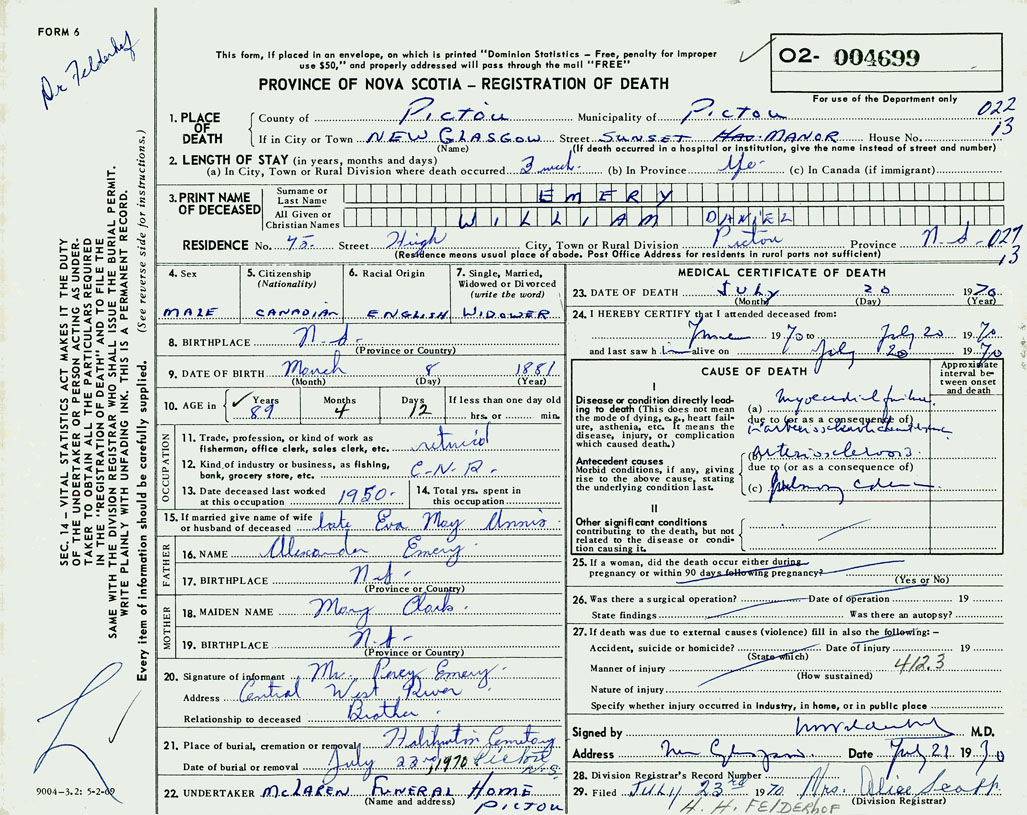 FORM 6
Dr Felderhof
This form, if placed in an envelope, on which is printed "Dominion Statistics – Free, penalty for improper
use $50," and properly addressed will pass through the mail "FREE"
PROVINCE OF NOVA SCOTIA – REGISTRATION OF DEATH
O2- 004699
For use of the Department only
SEC. 14 – VITAL STATISTICS ACT MAKES IT THE DUTY
OF THE UNDERTAKER OR PERSON ACTING AS UNDER-
TAKER TO OBTAIN ALL THE PARTICULARS REQUIRED
IN THE "REGISTRATION OF DEATH" AND TO FILE THE
SAME WITH THE DIVISION REGISTRAR WHO SHALL ISSUE THE BURIAL PERMIT.
WRITE PLAINLY WITH UNFADING INK. THIS IS A PERMANENT RECORD.
Every item of information should be carefully supplied. (See reverse side for instructions.)
1. PLACE OF DEATH County of Pictou Municipality of Pictou 022
If in City or Town NEW GLASGOW Street SUNSET MANOR House No. 13
(Name) (If death occurred in a hospital or institution, give the name instead of street and number)
2. LENGTH OF STAY (in years, months and days)
(a) In City, Town or Rural Division where death occurred 3 week (b) In Province life (c) In Canada (if immigrant)
3. PRINT NAME OF DECEASED Surname or Last Name EMERY
All Given or Christian Names WILLIAM DANIEL
RESIDENCE No. 45 Street High City, Town or Rural Division Pictou Province N.S- 027
(Residence means usual place of abode. Post Office Address for residents in rural parts not sufficient) 13
4. Sex 5. Citizenship (Nationality) 6. Racial Origin 7. Single, Married, Widowed or Divorced (write the word)
MALE CANADIAN ENGLISH WIDOWER
8. BIRTHPLACE N.S-
(Province or Country)
9. DATE OF BIRTH March 8 1881
(Month) (Day) (Year)
10. AGE in Years Months Days If less than one day old
89 4 12 hrs. or min.
OCCUPATION
11. Trade, profession, or kind of work as
fisherman, office clerk, sales clerk, etc. retired
12. Kind of industry or business, as fishing,
bank, grocery store, etc. C-N-R-
13. Date deceased last worked at this occupation 1950- 14. Total yrs. spent in this occupation
15. If married give name of wife
or husband of deceased late Eva May Annis
FATHER
16. NAME Alexander Emery
17. BIRTHPLACE N.S-
(Province or Country)
MOTHER
18. MAIDEN NAME Mary Clark
19. BIRTHPLACE N.S-
(Province or Country)
20. Signature of informant Mr. Percy Emery
Address Central West River
Relationship to deceased Brother
21. Place of burial, cremation or removal Haliburton Cemetary
Date of burial or removal July 22nd, 1970 Pictou N.S.
22. UNDERTAKER McLAREN FUNERAL HOME
(Name and address) PICTOU
9004-3.2: 5-2-69
MEDICAL CERTIFICATE OF DEATH
23. DATE OF DEATH JULY 20 1970
(Month) (Day) (Year)
24. I HEREBY CERTIFY that I attended deceased from:
June 1970 to July 20 1970
and last saw him alive on July 20 1970
CAUSE OF DEATH
Approximate interval between onset and death
I
Disease or condition directly lead-
ing to death (This does not mean
the mode of dying, e.g., heart fail-
ure, asthenia, etc. It means the
disease, injury, or complication
which caused death.)
(a) myocardial failure
due to (or as a consequence of)
Antecedent causes
Morbid conditions, if any, giving
rise to the above cause, stating
the underlying condition last.
(b) arteriosclerosis
due to (or as a consequence of)
(c) pulmonary edema
II
Other significant conditions
contributing to the death, but not
related to the disease or condi-
tion causing it.
25. If a woman, did the death occur either during
pregnancy or within 90 days following pregnancy?
(Yes or No)
26. Was there a surgical operation? Date of operation 19
State findings Was there an autopsy?
27. If death was due to external causes (violence) fill in also the following: –
Accident, suicide or homicide? Date of injury 19
(State which) 412.3
Manner of injury
(How sustained)
Nature of injury
Specify whether injury occurred in industry, in home, or in public place
Signed by M.D.
Address New Glasgow Date July 21 1970
28. Division Registrar's Record Number
29. Filed JULY 23rd 1970 Mrs. Alice Scott
(Division Registrar)
H. H. FELDERHOF